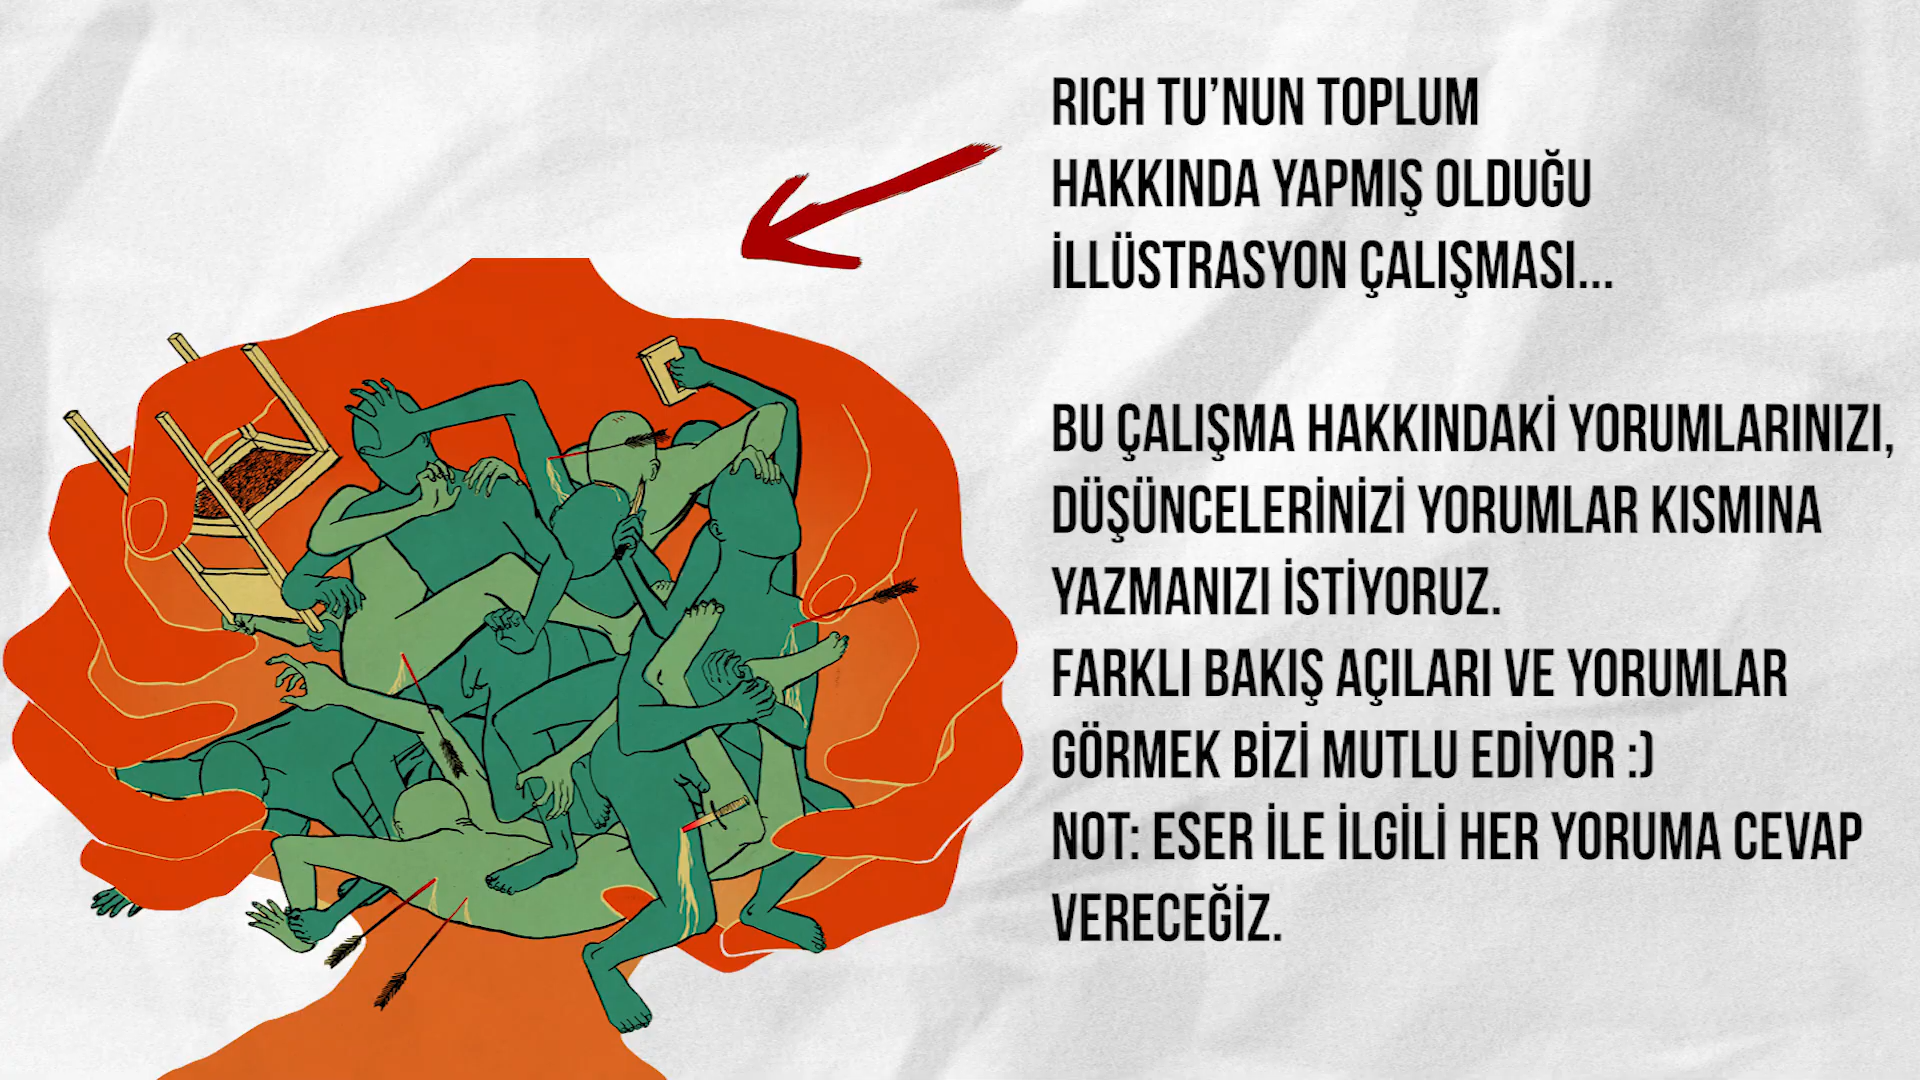 RICH TU’NUN TOPLUM
HAKKINDA YAPMIŞ OLDUĞU
İLLÜSTRASYON ÇALIŞMASI...
BU ÇALIŞMA HAKKINDAKİ YORUMLARINIZI,
DÜŞÜNCELERİNİZİ YORUMLAR KISMINA
YAZMANIZI İSTİYORUZ.
FARKLI BAKIŞ AÇILARI VE YORUMLAR
GÖRMEK BİZİ MUTLU EDİYOR :)
NOT: ESER İLE İLGİLİ HER YORUMA CEVAP
VERECEĞİZ.